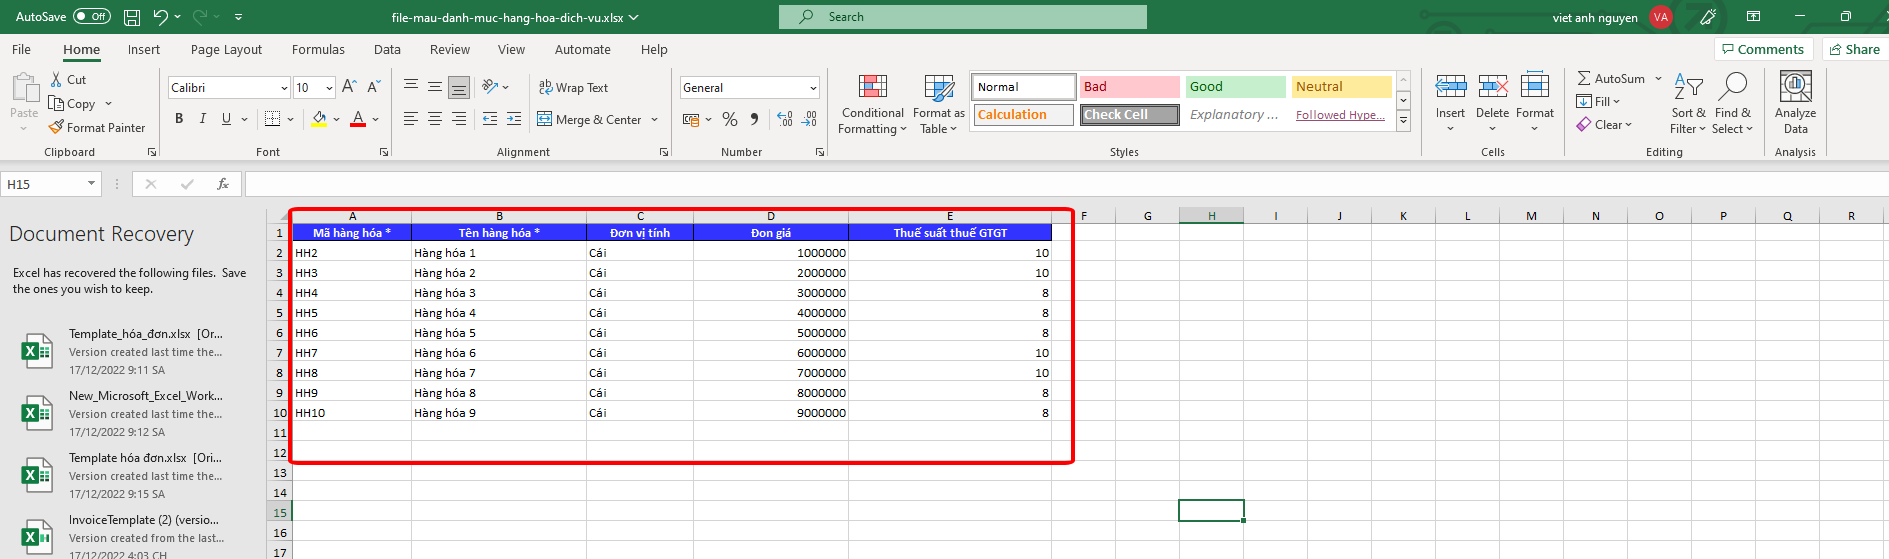 AutoSave Off file-mau-danh-muc-hang-hoa-dich-vu.xlsx Search viet anh nguyen VA
File Home Insert Page Layout Formulas Data Review View Automate Help Comments Share
Paste
Cut
Copy
Format Painter
Clipboard
Calibri 10
B I U A
Font
Wrap Text
Merge & Center
Alignment
General
Number
Conditional Formatting
Format as Table
Normal Bad Good Neutral
Calculation Check Cell Explanatory ... Followed Hype...
Styles
Insert Delete Format
Cells
AutoSum
Fill
Clear
Sort & Filter
Find & Select
Editing
Analyze Data
Analysis
H15 fx
Document Recovery
Excel has recovered the following files. Save
the ones you wish to keep.
Template_hóa_đơn.xlsx [Or...
Version created last time the...
17/12/2022 9:11 SA
New_Microsoft_Excel_Work...
Version created last time the...
17/12/2022 9:12 SA
Template hóa đơn.xlsx [Ori...
Version created last time the...
17/12/2022 9:15 SA
InvoiceTemplate (2) (versio...
Version created from the last...
17/12/2022 4:03 CH
A B C D E F G H I J K L M N O P Q R
1 Mã hàng hóa * Tên hàng hóa * Đơn vị tính Đon giá Thuế suất thuế GTGT
2 HH2 Hàng hóa 1 Cái 1000000 10
3 HH3 Hàng hóa 2 Cái 2000000 10
4 HH4 Hàng hóa 3 Cái 3000000 8
5 HH5 Hàng hóa 4 Cái 4000000 8
6 HH6 Hàng hóa 5 Cái 5000000 8
7 HH7 Hàng hóa 6 Cái 6000000 10
8 HH8 Hàng hóa 7 Cái 7000000 10
9 HH9 Hàng hóa 8 Cái 8000000 8
10 HH10 Hàng hóa 9 Cái 9000000 8
11
12
13
14
15
16
17